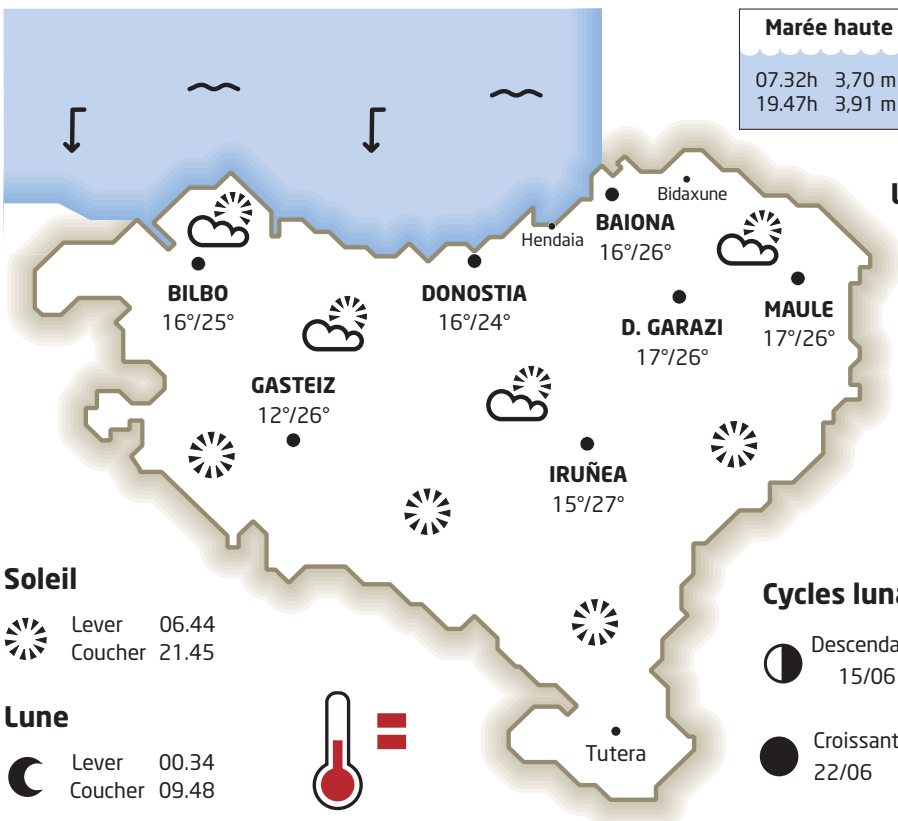 Marée haute
07.32h 3,70 m
19.47h 3,91 m
Bidaxune
BAIONA
16°/26°
Hendaia
BILBO
16°/25°
DONOSTIA
16°/24°
D. GARAZI
17°/26°
MAULE
17°/26°
GASTEIZ
12°/26°
IRUÑEA
15°/27°
Tutera
Soleil
Lever 06.44
Coucher 21.45
Lune
Lever 00.34
Coucher 09.48
Cycles
15/06
Croissant
22/06